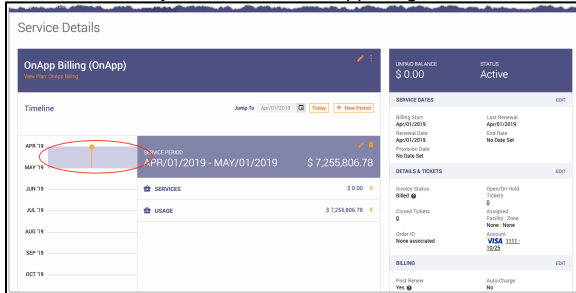 Service Details
OnApp Billing (OnApp)
View Plan: OnApp Billing
Timeline
Jump To Apr/01/2019 Today + New Period
APR '19
MAY '19
JUN '19
JUL '19
AUG '19
SEP '19
OCT '19
SERVICE PERIOD
APR/01/2019 - MAY/01/2019 $ 7,255,806.78
SERVICES $ 0.00
USAGE $ 7,255,806.78
UNPAID BALANCE STATUS
$ 0.00 Active
SERVICE DATES EDIT
Billing Start Last Renewal
Apr/01/2019 Apr/01/2019
Renewal Date End Date
Apr/01/2019 No Date Set
Provision Date
No Date Set
DETAILS & TICKETS EDIT
Invoice Status Open/On Hold
Billed Tickets
0
Closed Tickets Assigned
0 Facility : Zone
None : None
Order ID Account
None associated VISA 1111 -
10/25
BILLING EDIT
Post Renew Auto-Charge
Yes No